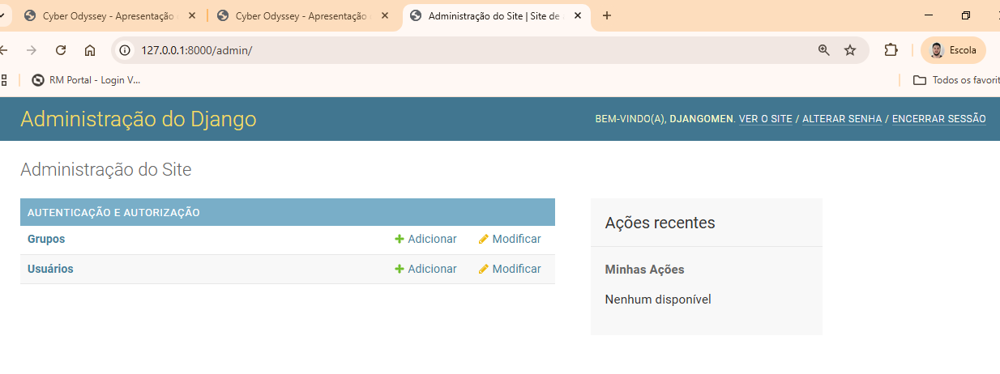 Cyber Odyssey - Apresentação
Cyber Odyssey - Apresentação
Administração do Site | Site de
127.0.0.1:8000/admin/
Escola
RM Portal - Login V...
Todos os favorit
Administração do Django
BEM-VINDO(A), DJANGOMEN. VER O SITE / ALTERAR SENHA / ENCERRAR SESSÃO
Administração do Site
AUTENTICAÇÃO E AUTORIZAÇÃO
Grupos Adicionar Modificar
Usuários Adicionar Modificar
Ações recentes
Minhas Ações
Nenhum disponível